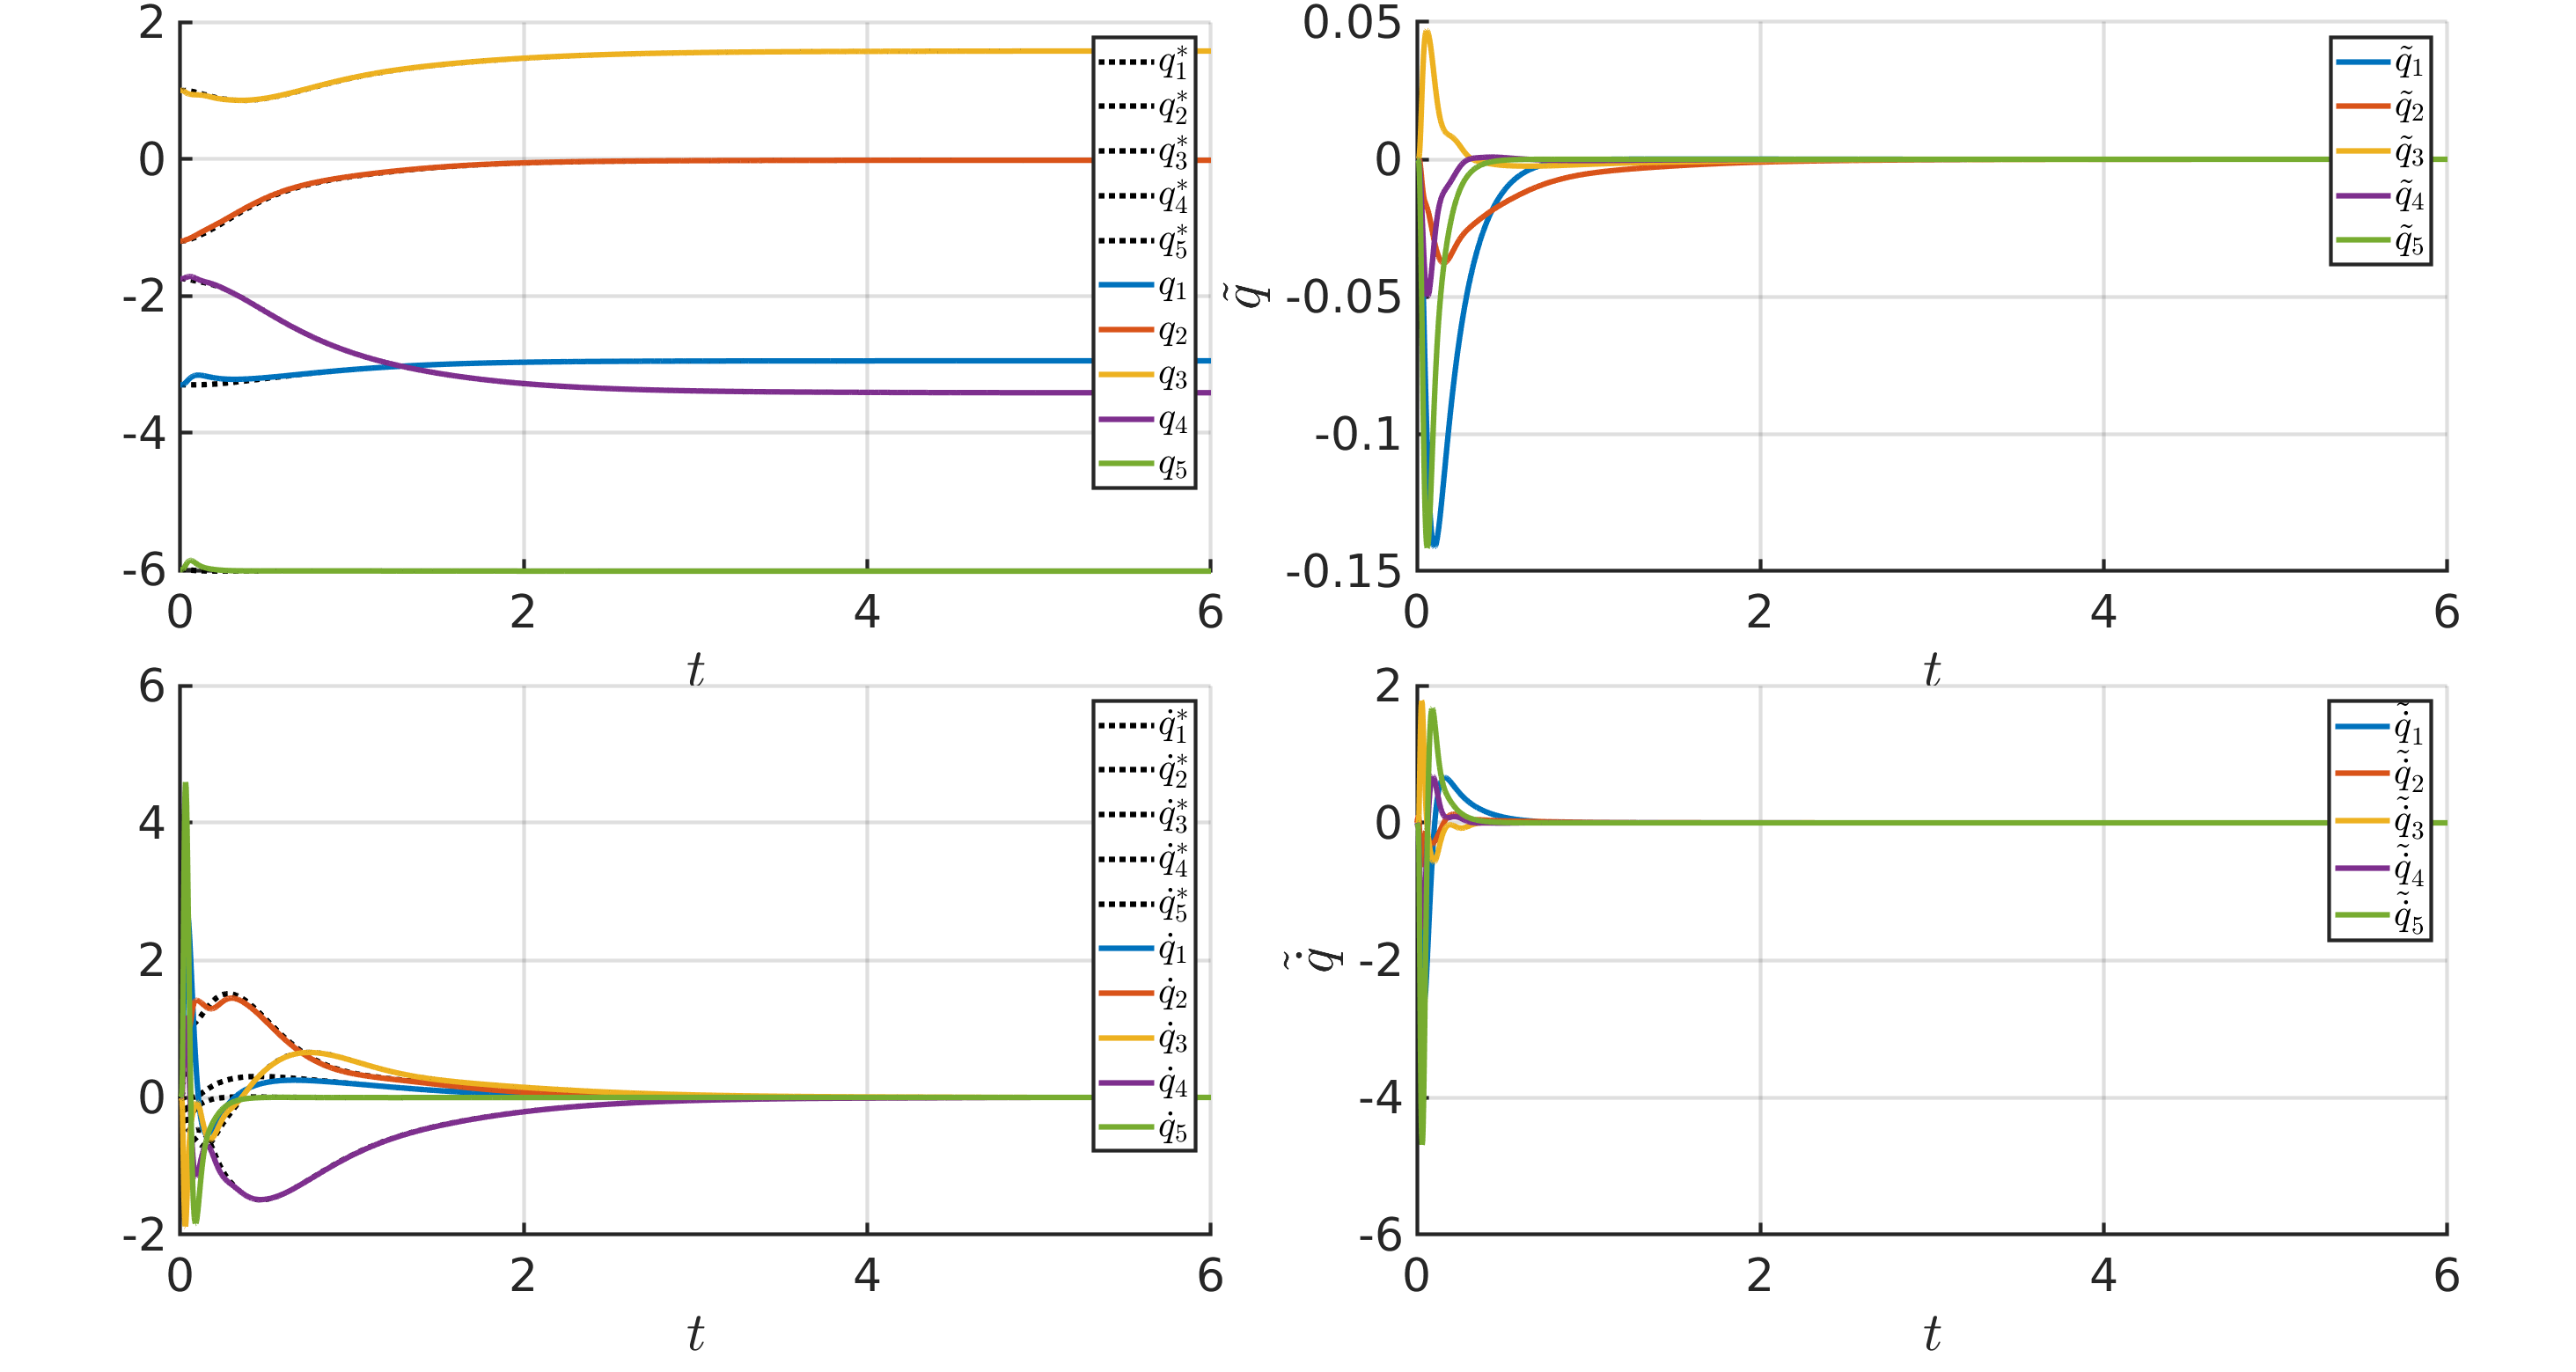 2
0
-2
-4
-6
0 2 4 6
t
q₁*
q₂*
q₃*
q₄*
q₅*
q₁
q₂
q₃
q₄
q₅
0.05
0
-0.05
-0.1
-0.15
q̃
0 2 4 6
t
q̃₁
q̃₂
q̃₃
q̃₄
q̃₅
6
4
2
0
-2
0 2 4 6
t
q̇₁*
q̇₂*
q̇₃*
q̇₄*
q̇₅*
q̇₁
q̇₂
q̇₃
q̇₄
q̇₅
2
0
-2
-4
-6
q̇̃
0 2 4 6
t
q̇̃₁
q̇̃₂
q̇̃₃
q̇̃₄
q̇̃₅